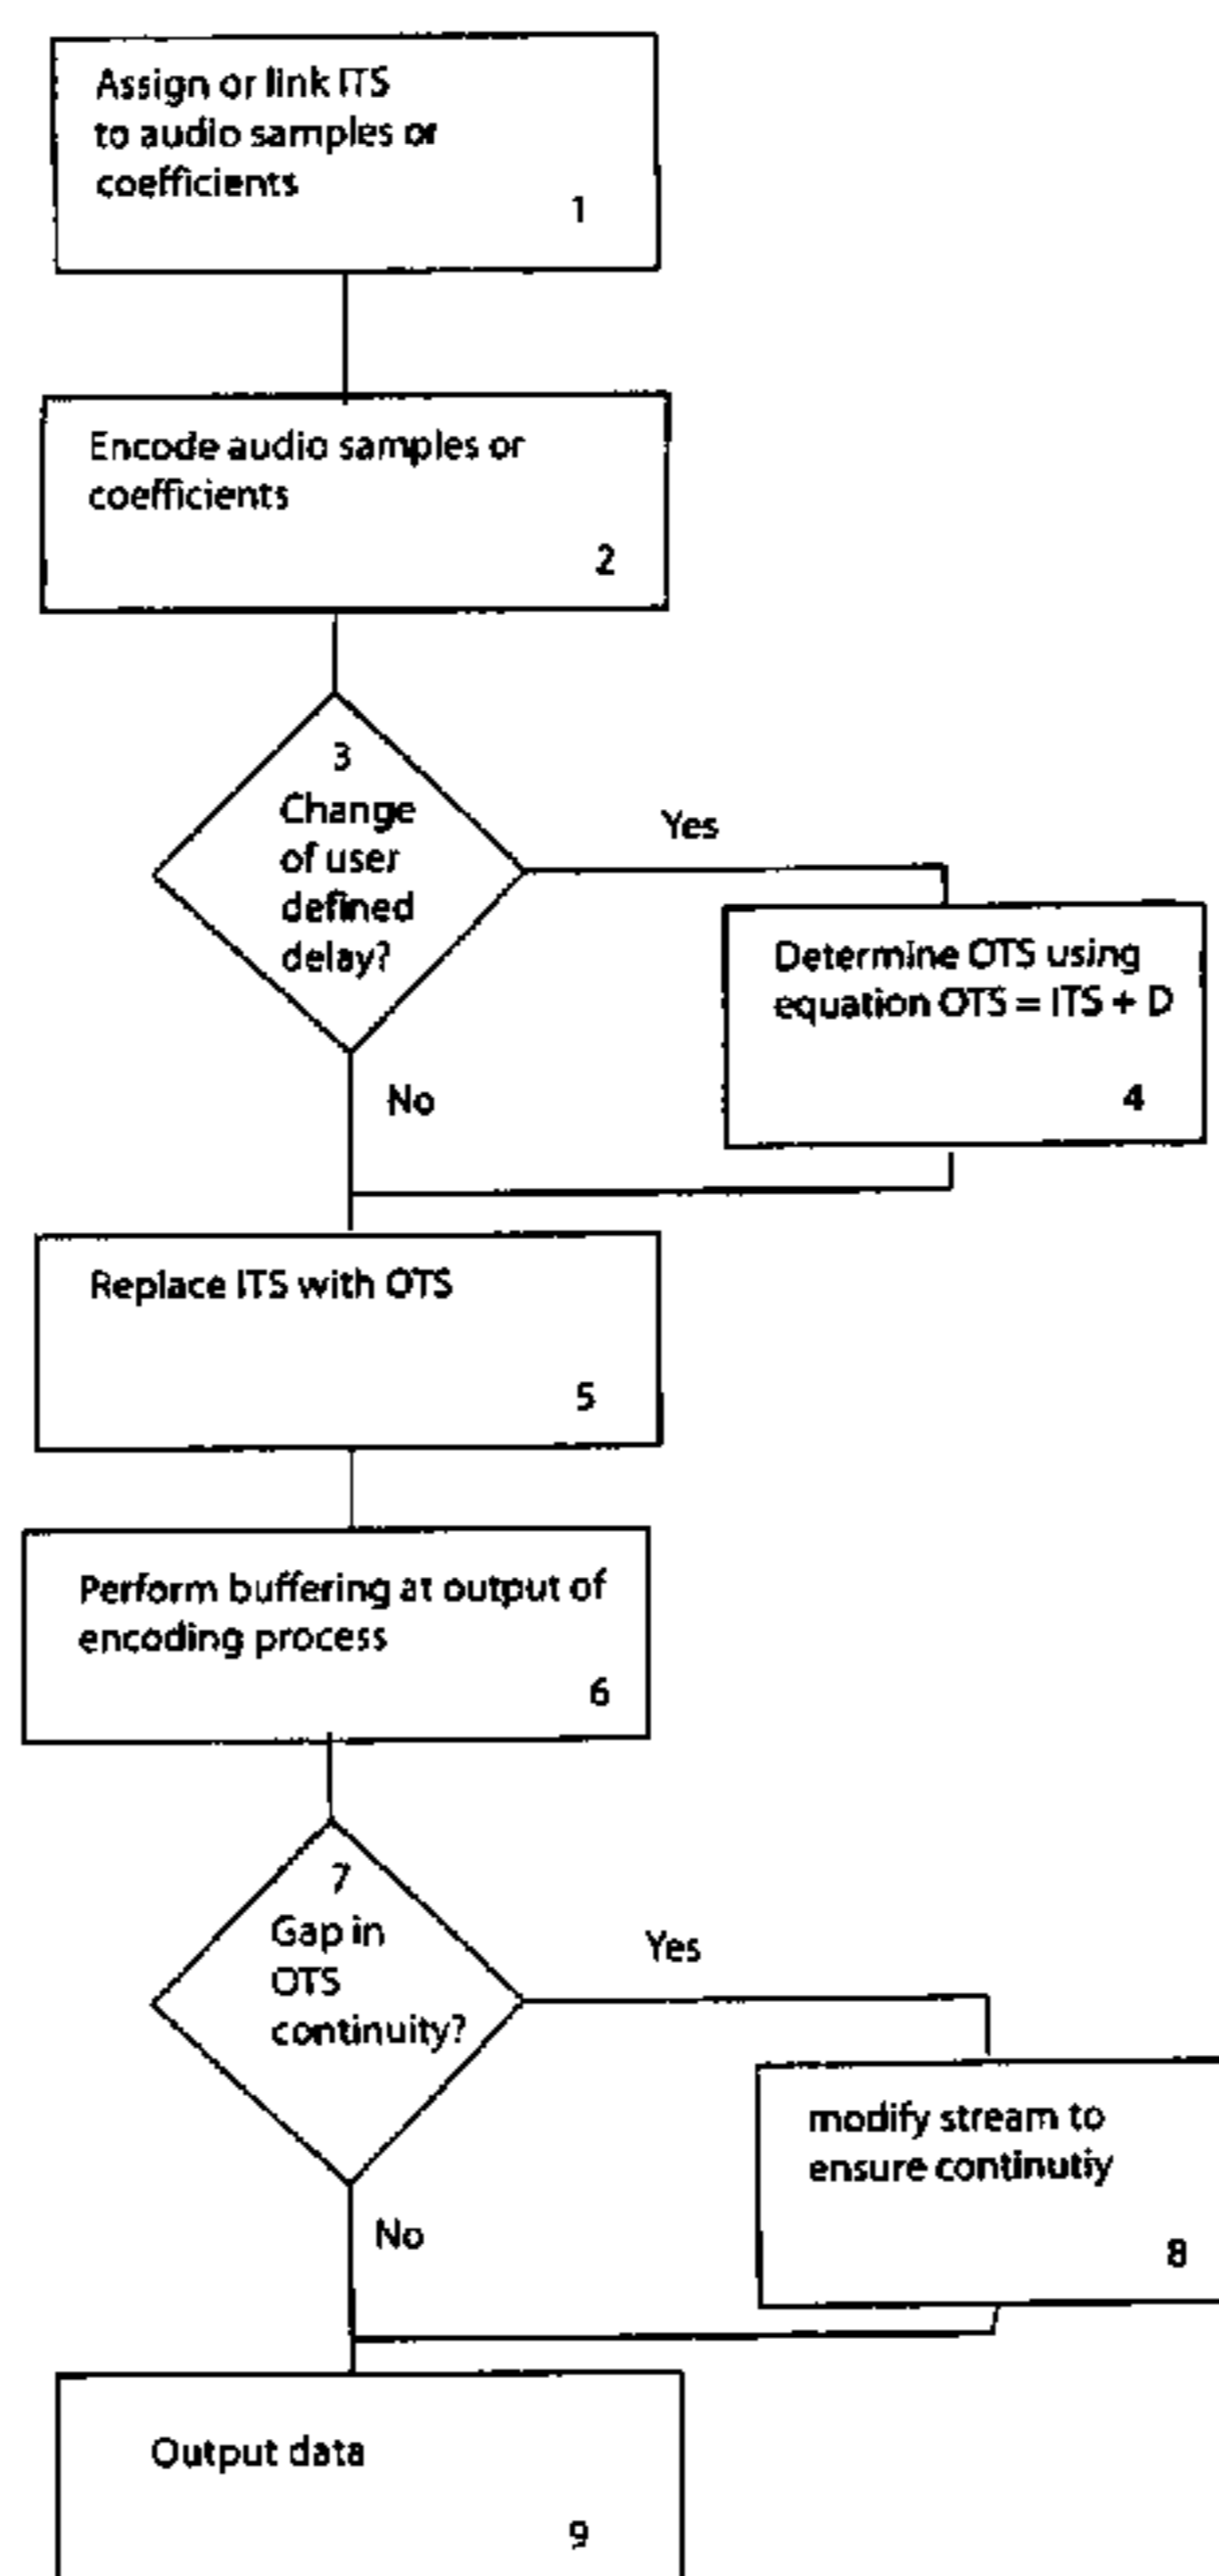 Assign or link ITS
to audio samples or
coefficients
1
Encode audio samples or
coefficients
2
3
Change
of user
defined
delay?
Yes
Determine OTS using
equation OTS = ITS + D
4
No
Replace ITS with OTS
5
Perform buffering at output of
encoding process
6
7
Gap in
OTS
continuity?
Yes
modify stream to
ensure continutiy
8
No
Output data
9